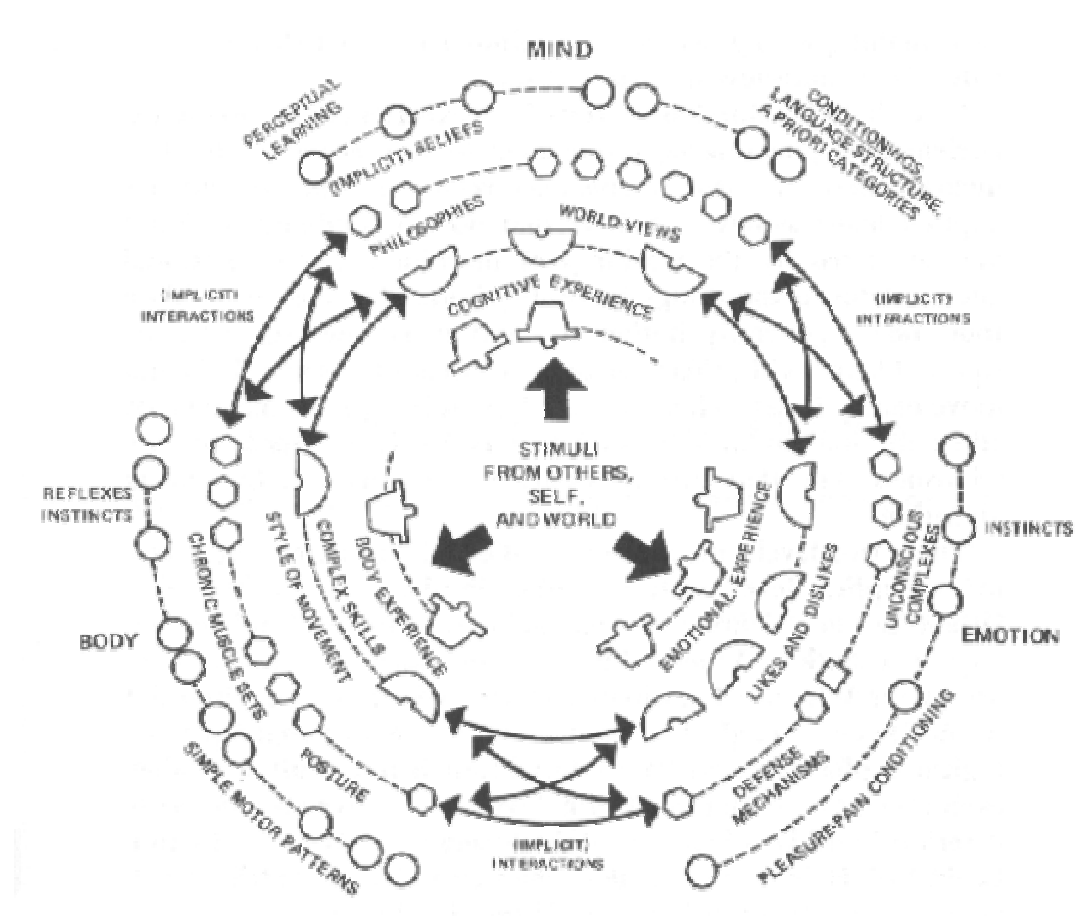 MIND
PERCEPTUAL
LEARNING
(IMPLICIT) BELIEFS
CONDITIONINGS,
LANGUAGE STRUCTURE,
A PRIORI CATEGORIES
PHILOSOPHIES
WORLD-VIEWS
COGNITIVE EXPERIENCE
(IMPLICIT)
INTERACTIONS
(IMPLICIT)
INTERACTIONS
STIMULI
FROM OTHERS,
SELF,
AND WORLD
REFLEXES
INSTINCTS
BODY
CHRONIC MUSCLE SETS
STYLE OF MOVEMENT
COMPLEX SKILLS
BODY EXPERIENCE
POSTURE
SIMPLE MOTOR PATTERNS
EMOTIONAL EXPERIENCE
LIKES AND DISLIKES
UNCONSCIOUS
COMPLEXES
INSTINCTS
EMOTION
DEFENSE
MECHANISMS
PLEASURE-PAIN CONDITIONING
(IMPLICIT)
INTERACTIONS